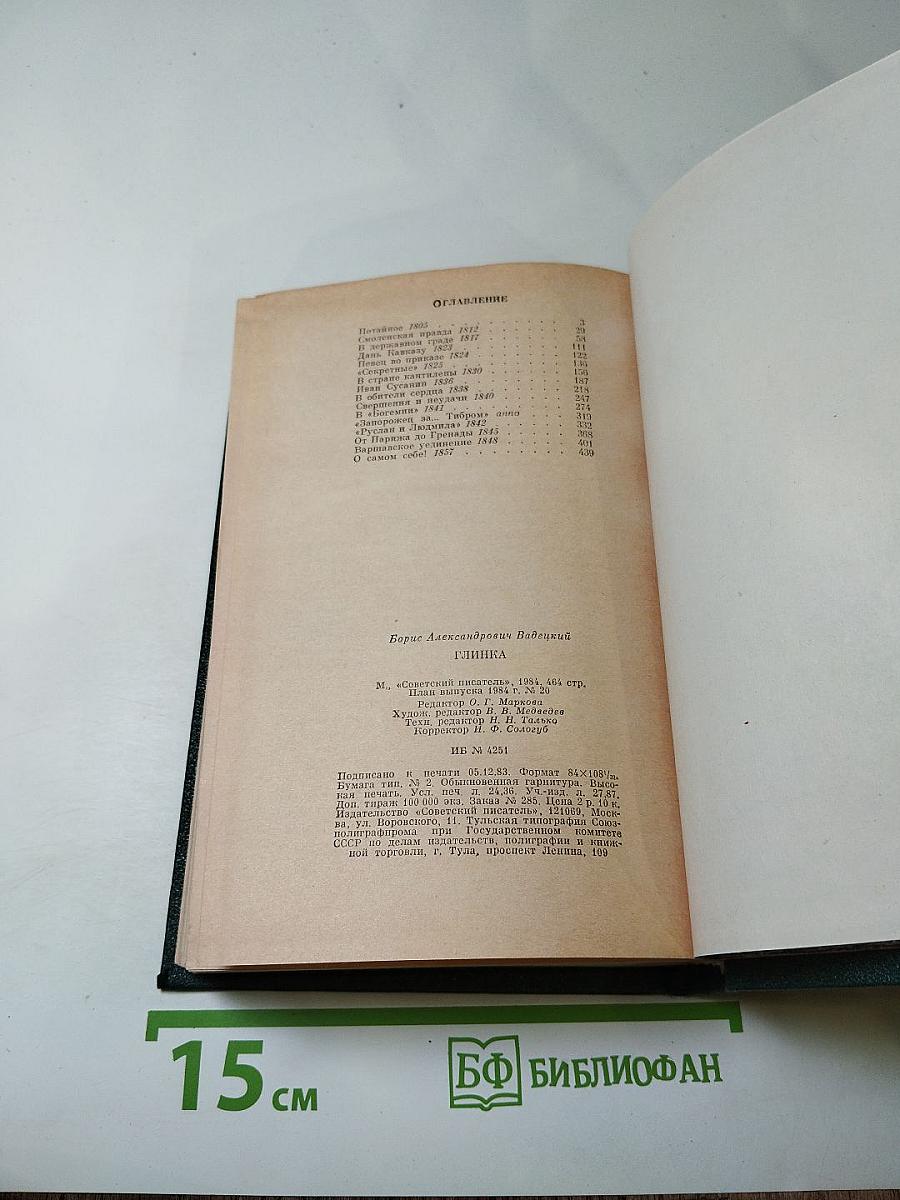 ОГЛАВЛЕНИЕ
Потайное 1805 . . . . . . . . . . 3
Смоленская правда 1812 . . . . . . . 29
В державном граде 1817 . . . . . . . 58
Дань Кавказу 1823 . . . . . . . . . 111
Певец во приказе 1824 . . . . . . . . 122
«Секретные» 1825 . . . . . . . . . 136
В стране кантилены 1830 . . . . . . . 156
Иван Сусанин 1836 . . . . . . . . . 187
В обители сердца 1838 . . . . . . . . 218
Свершения и неудачи 1840 . . . . . . . 247
В «Богемии» 1841 . . . . . . . . . 274
«Запорожец за... Тибром» anno . . . . . 319
«Руслан и Людмила» 1842 . . . . . . . 332
От Парижа до Гренады 1845 . . . . . . 368
Варшавское уединение 1848 . . . . . . 401
О самом себе! 1857 . . . . . . . . . 439
Борис Александрович Вадецкий
ГЛИНКА
М., «Советский писатель», 1984. 464 стр.
План выпуска 1984 г. № 20
Редактор О. Г. Маркова
Худож. редактор В. В. Медведев
Техн. редактор Н. Н. Талько
Корректор И. Ф. Сологуб
ИБ № 4251
Подписано к печати 05.12.83. Формат 84×108¹/₃₂.
Бумага тип. № 2. Обыкновенная гарнитура. Высо-
кая печать. Усл. печ. л. 24,36. Уч.-изд. л. 27,87.
Доп. тираж 100 000 экз. Заказ № 285. Цена 2 р. 10 к.
Издательство «Советский писатель», 121069, Моск-
ва, ул. Воровского, 11. Тульская типография Союз-
полиграфпрома при Государственном комитете
СССР по делам издательств, полиграфии и книж-
ной торговли, г. Тула, проспект Ленина, 109
15 см
БФ БИБЛИОФАН